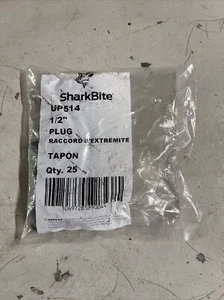 SharkBite
UP514
1/2"
PLUG
RACCORD D'EXTREMITE
TAPON
Qty. 25